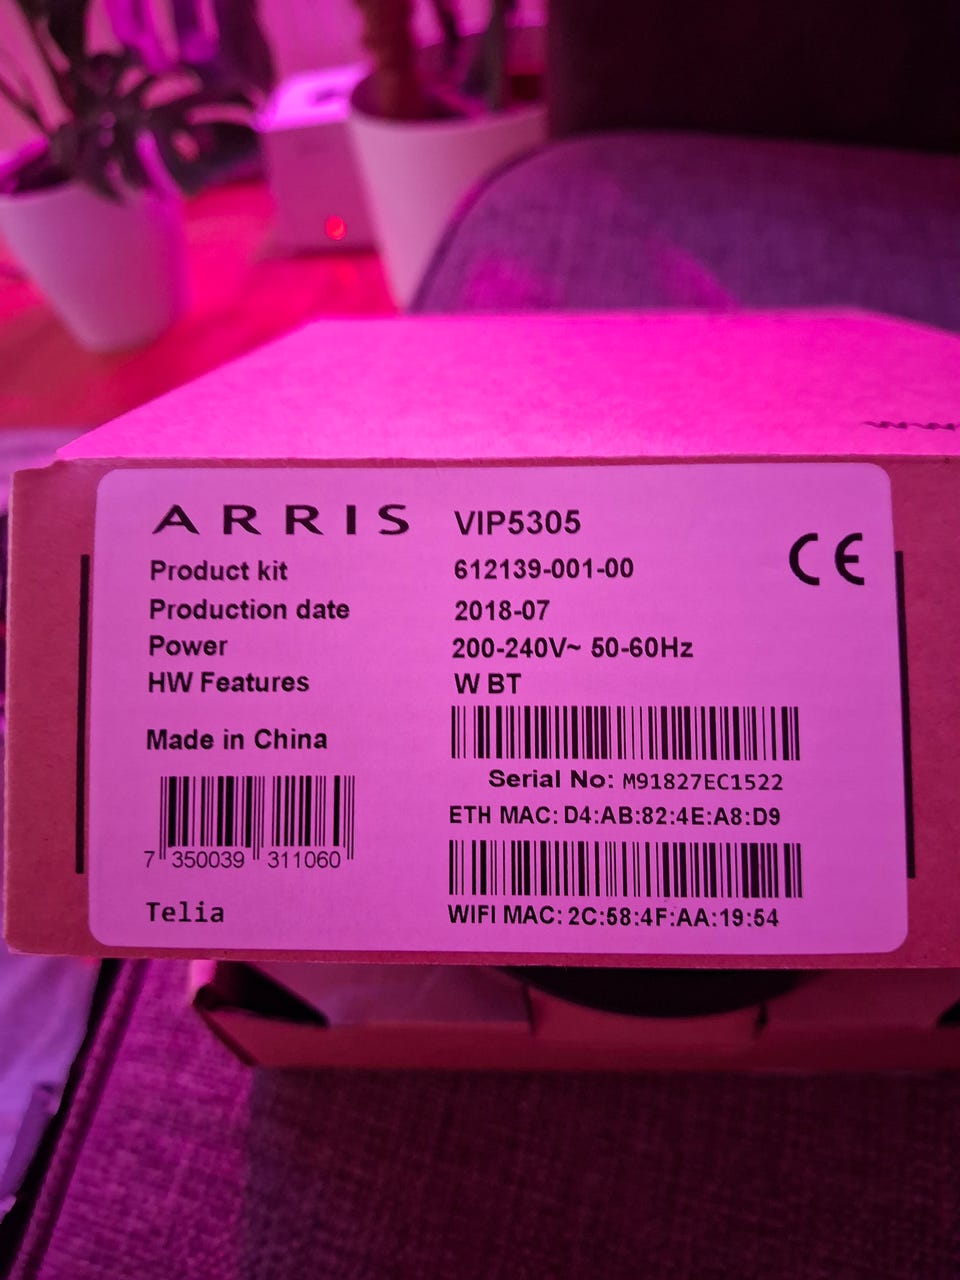 ARRIS VIP5305
CE
Product kit 612139-001-00
Production date 2018-07
Power 200-240V~ 50-60Hz
HW Features W BT
Made in China
Serial No: M91827EC1522
ETH MAC: D4:AB:82:4E:A8:D9
7 350039 311060
Telia
WIFI MAC: 2C:58:4F:AA:19:54